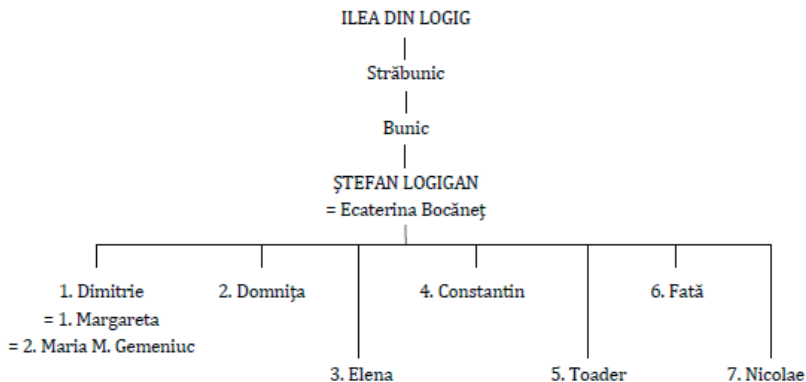 ILEA DIN LOGIG
Străbunic
Bunic
ŞTEFAN LOGIGAN
= Ecaterina Bocăneţ
1. Dimitrie
= 1. Margareta
= 2. Maria M. Gemeniuc
2. Domniţa
3. Elena
4. Constantin
5. Toader
6. Fată
7. Nicolae